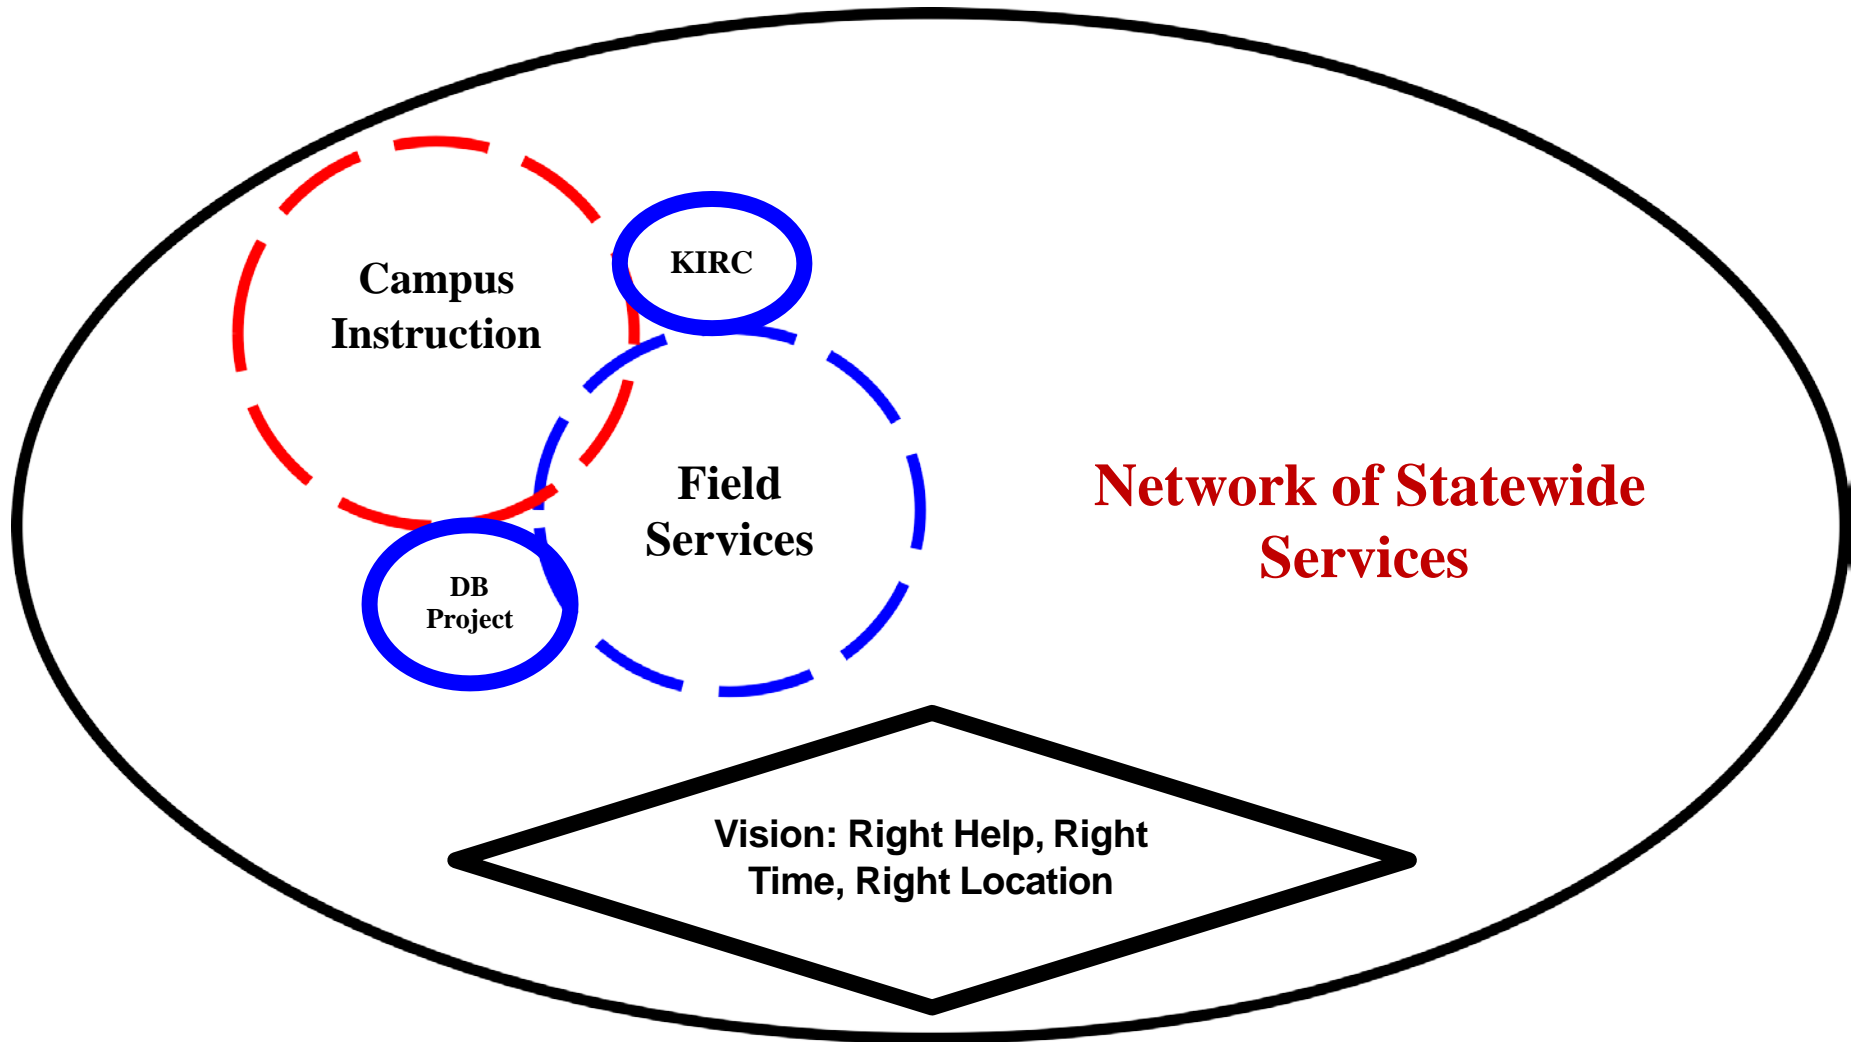 Campus
Instruction
KIRC
Field
Services
DB
Project
Network of Statewide
Services
Vision: Right Help, Right
Time, Right Location